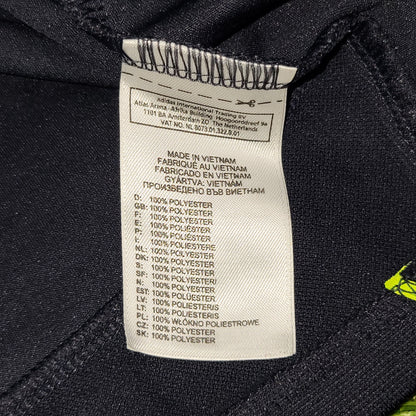 Adidas International Trading BV
Atlas Arena - Afrika Building Hoogoorddreef 9a
1101 BA Amsterdam ZO The Netherlands
VAT NO. NL 8073.01.322.B.01
MADE IN VIETNAM
FABRIQUÉ AU VIETNAM
FABRICADO EN VIETNAM
GYÁRTVA: VIETNÁM
ПРОИЗВЕДЕНО ВЪВ ВИЕТНАМ
D: 100% POLYESTER
GB: 100% POLYESTER
F: 100% POLYESTER
E: 100% POLIÉSTER
P: 100% POLIÉSTER
I: 100% POLIESTERE
NL: 100% POLYESTER
DK: 100% POLYESTER
S: 100% POLYESTER
SF: 100% POLYESTERI
N: 100% POLYESTER
EST: 100% POLÜESTER
LV: 100% POLIESTERIS
LT: 100% POLIESTERIS
PL: 100% WŁÓKNO POLIESTROWE
CZ: 100% POLYESTER
SK: 100% POLYESTER